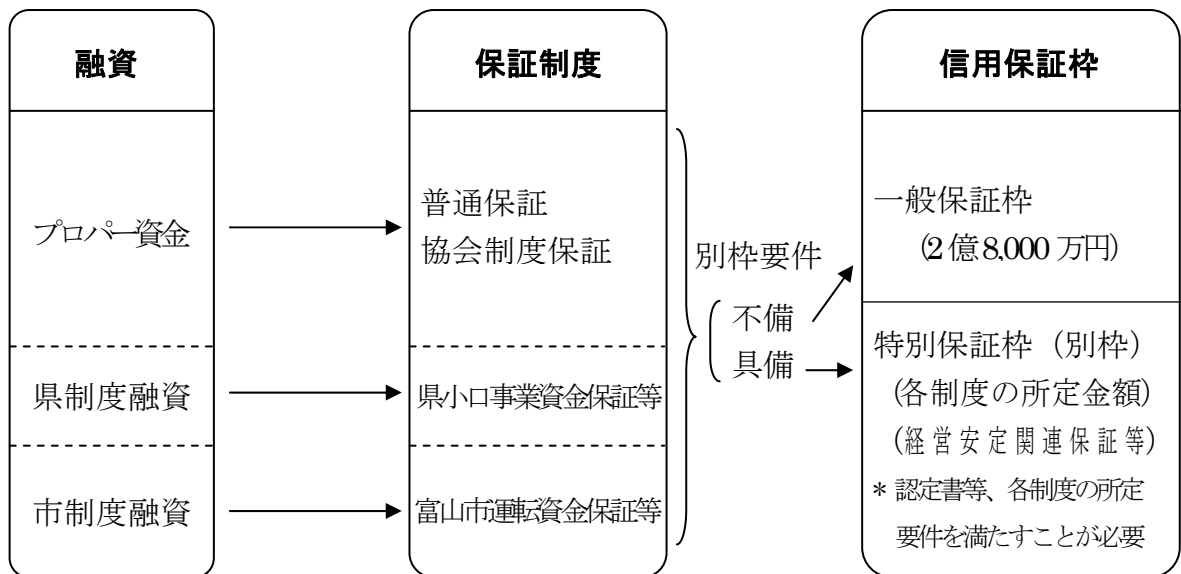 融資
プロパー資金
県制度融資
市制度融資
保証制度
普通保証
協会制度保証
県小口事業資金保証等
富山市運転資金保証等
別枠要件
不備
具備
信用保証枠
一般保証枠
(2億8,000万円)
特別保証枠（別枠）
(各制度の所定金額)
(経営安定関連保証等)
* 認定書等、各制度の所定
要件を満たすことが必要